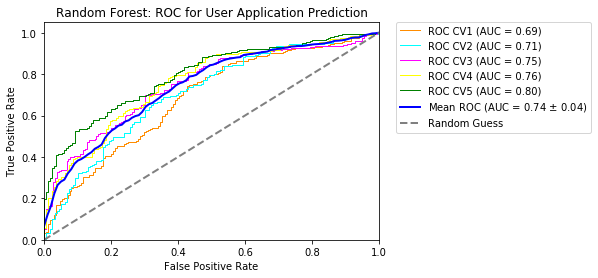 Random Forest: ROC for User Application Prediction
True Positive Rate
1.0
0.8
0.6
0.4
0.2
0.0
0.0 0.2 0.4 0.6 0.8 1.0
False Positive Rate
ROC CV1 (AUC = 0.69)
ROC CV2 (AUC = 0.71)
ROC CV3 (AUC = 0.75)
ROC CV4 (AUC = 0.76)
ROC CV5 (AUC = 0.80)
Mean ROC (AUC = 0.74 ± 0.04)
Random Guess